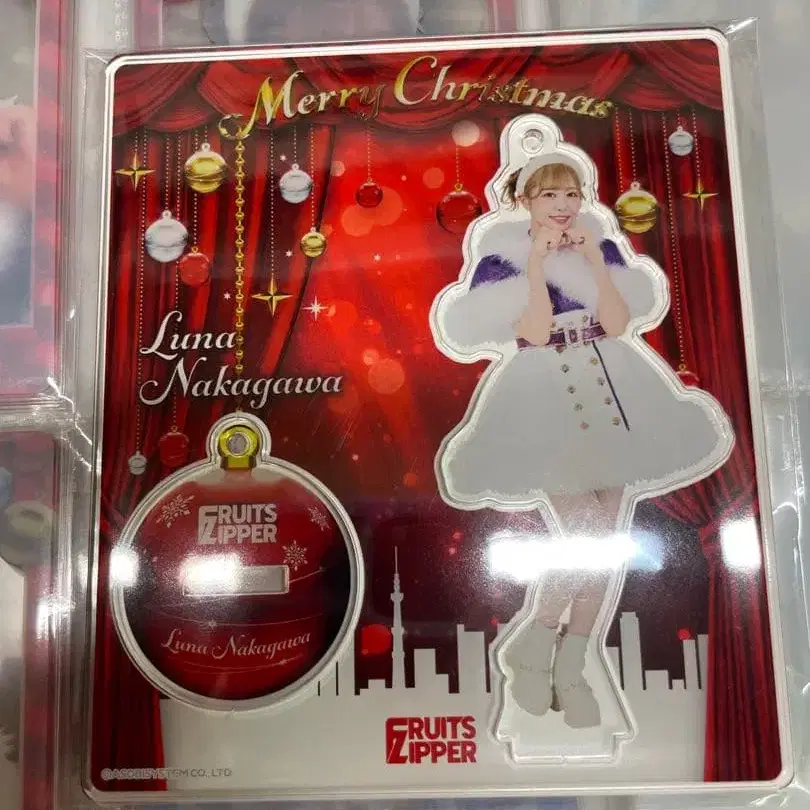 Merry Christmas
Luna
Nakagawa
FRUITS
ZIPPER
Luna Nakagawa
FRUITS
ZIPPER
©ASOBISYSTEM CO., LTD.